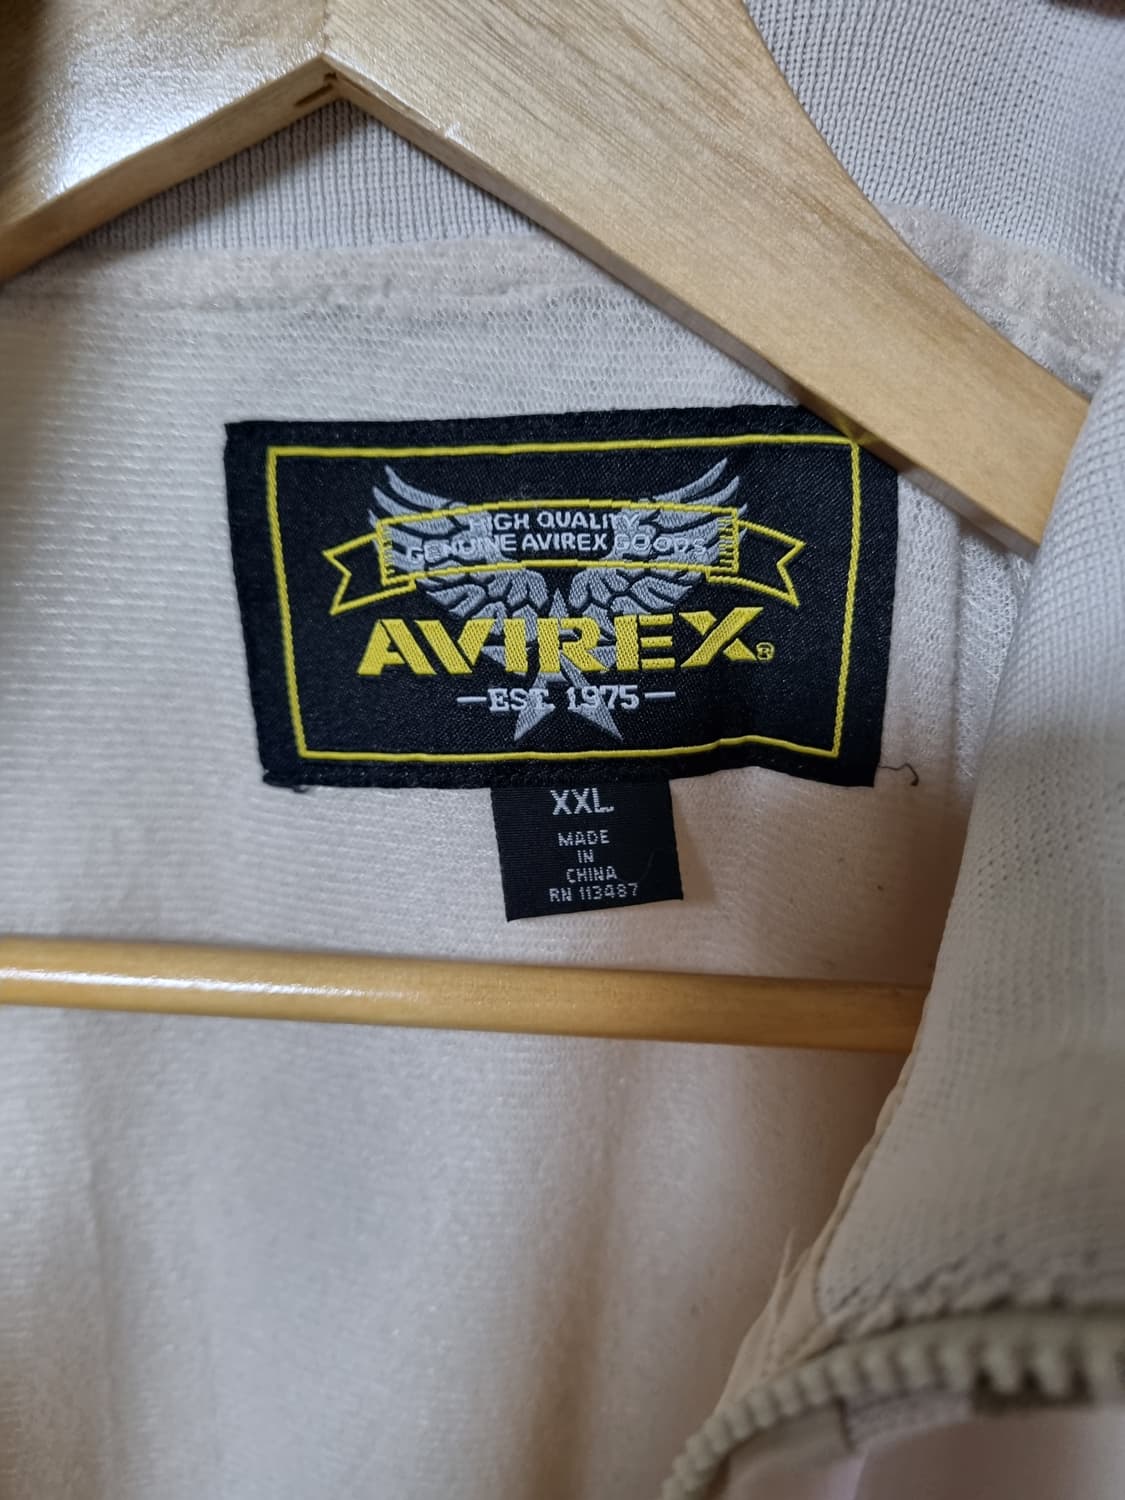 HIGH QUALITY
GENUINE AVIREX GOODS
AVIREX®
—EST. 1975—
XXL
MADE
IN
CHINA
RN 113487